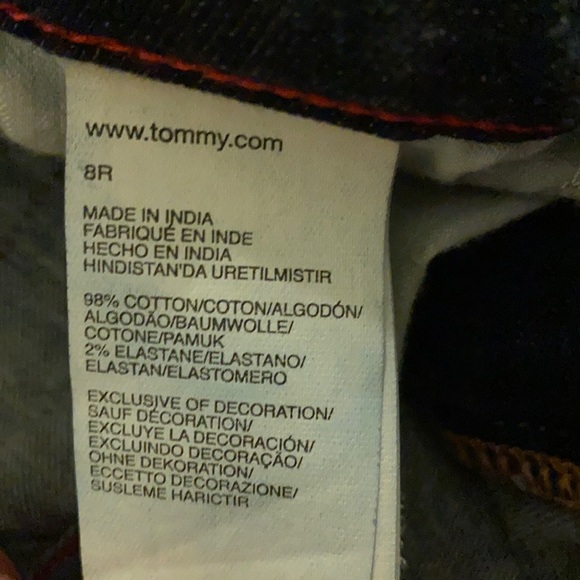 www.tommy.com
8R
MADE IN INDIA
FABRIQUÉ EN INDE
HECHO EN INDIA
HINDISTAN'DA URETILMISTIR
98% COTTON/COTON/ALGODÓN/
ALGODÃO/BAUMWOLLE/
COTONE/PAMUK
2% ELASTANE/ELASTANO/
ELASTAN/ELASTOMERO
EXCLUSIVE OF DECORATION/
SAUF DÉCORATION/
EXCLUYE LA DECORACIÓN/
EXCLUINDO DECORAÇÃO/
OHNE DEKORATION/
ECCETTO DECORAZIONE/
SUSLEME HARICTIR